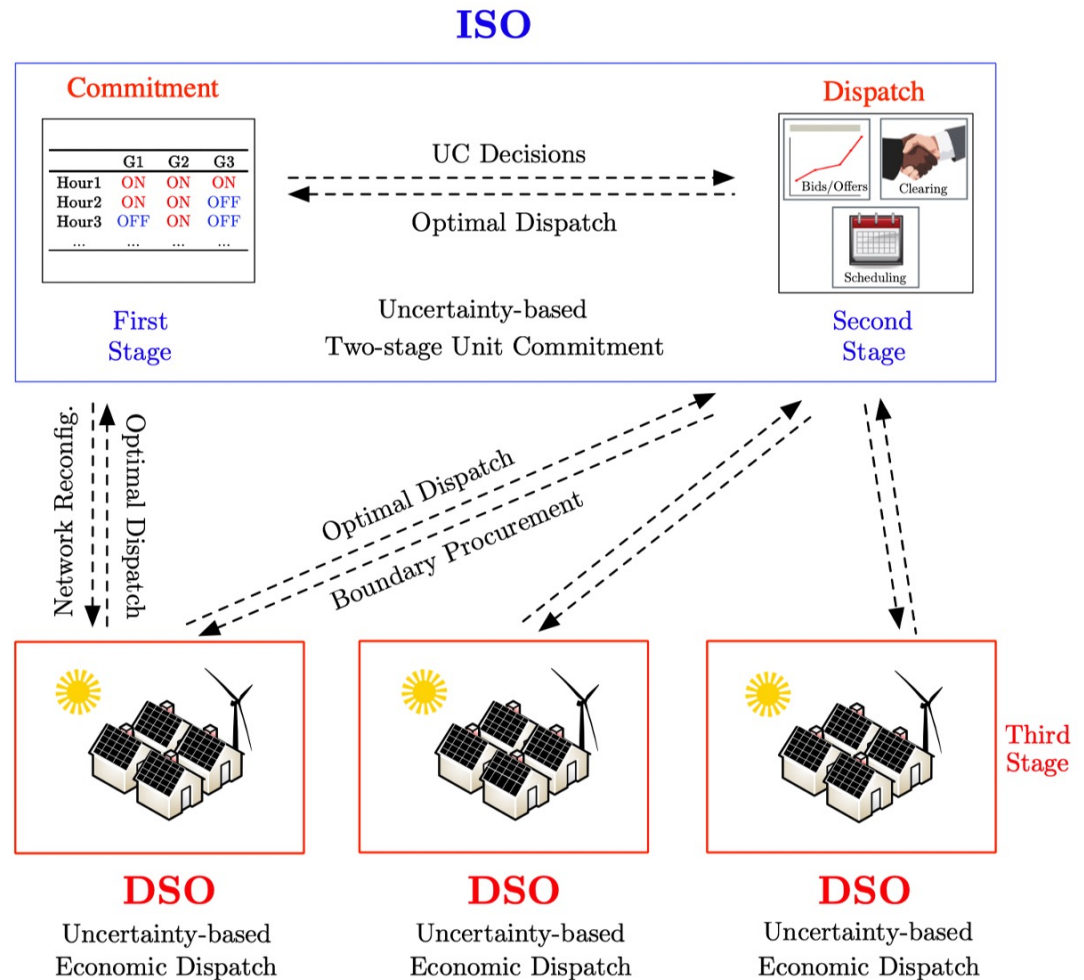 ISO
Commitment
Dispatch
G1 G2 G3
Hour1 ON ON ON
Hour2 ON ON OFF
Hour3 OFF ON OFF
... ... ... ...
UC Decisions
Optimal Dispatch
Bids/Offers
Clearing
Scheduling
First
Stage
Uncertainty-based
Two-stage Unit Commitment
Second
Stage
Network Reconfig.
Optimal Dispatch
Optimal Dispatch
Boundary Procurement
Third
Stage
DSO
Uncertainty-based
Economic Dispatch
DSO
Uncertainty-based
Economic Dispatch
DSO
Uncertainty-based
Economic Dispatch